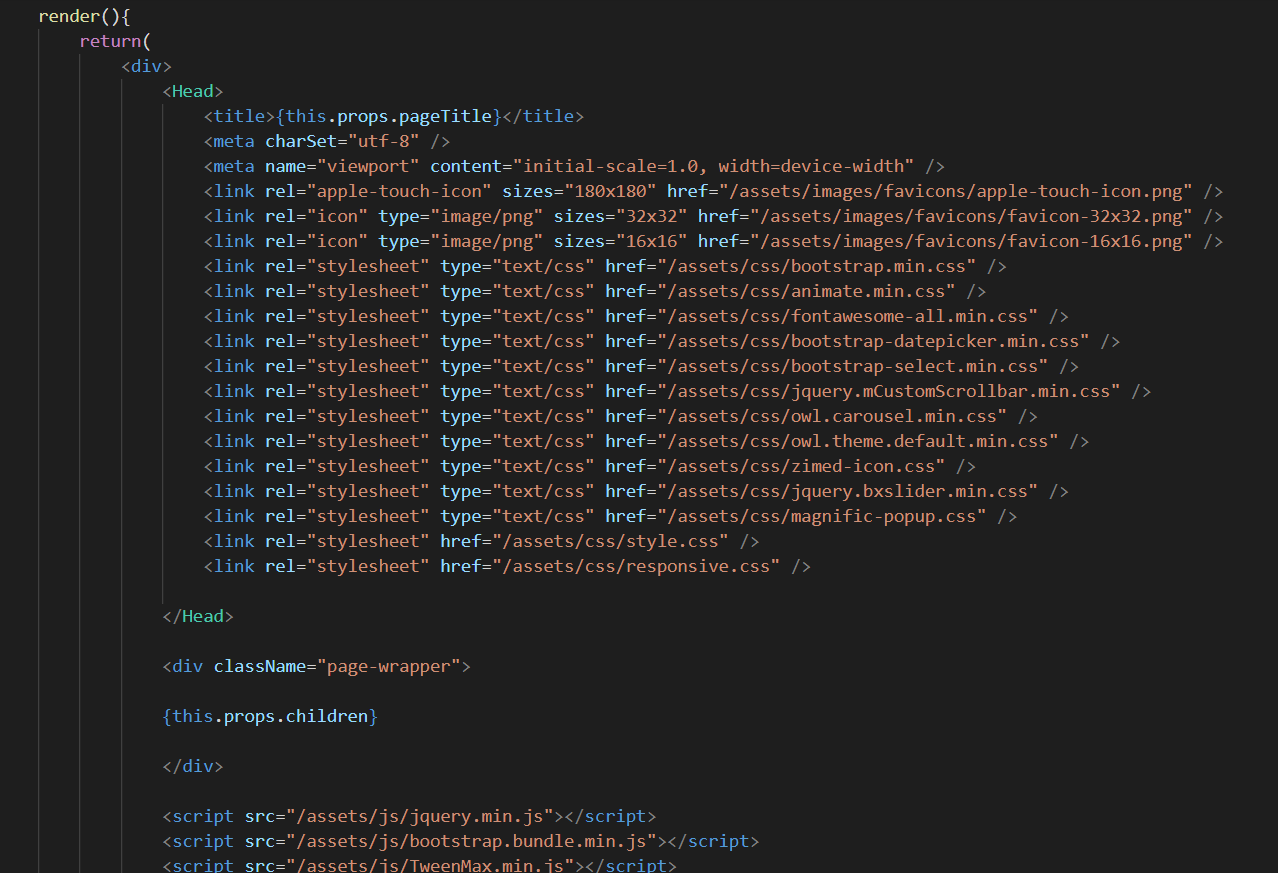 render(){
return(
<div>
<Head>
<title>{this.props.pageTitle}</title>
<meta charSet="utf-8" />
<meta name="viewport" content="initial-scale=1.0, width=device-width" />
<link rel="apple-touch-icon" sizes="180x180" href="/assets/images/favicons/apple-touch-icon.png" />
<link rel="icon" type="image/png" sizes="32x32" href="/assets/images/favicons/favicon-32x32.png" />
<link rel="icon" type="image/png" sizes="16x16" href="/assets/images/favicons/favicon-16x16.png" />
<link rel="stylesheet" type="text/css" href="/assets/css/bootstrap.min.css" />
<link rel="stylesheet" type="text/css" href="/assets/css/animate.min.css" />
<link rel="stylesheet" type="text/css" href="/assets/css/fontawesome-all.min.css" />
<link rel="stylesheet" type="text/css" href="/assets/css/bootstrap-datepicker.min.css" />
<link rel="stylesheet" type="text/css" href="/assets/css/bootstrap-select.min.css" />
<link rel="stylesheet" type="text/css" href="/assets/css/jquery.mCustomScrollbar.min.css" />
<link rel="stylesheet" type="text/css" href="/assets/css/owl.carousel.min.css" />
<link rel="stylesheet" type="text/css" href="/assets/css/owl.theme.default.min.css" />
<link rel="stylesheet" type="text/css" href="/assets/css/zimed-icon.css" />
<link rel="stylesheet" type="text/css" href="/assets/css/jquery.bxslider.min.css" />
<link rel="stylesheet" type="text/css" href="/assets/css/magnific-popup.css" />
<link rel="stylesheet" href="/assets/css/style.css" />
<link rel="stylesheet" href="/assets/css/responsive.css" />
</Head>
<div className="page-wrapper">
{this.props.children}
</div>
<script src="/assets/js/jquery.min.js"></script>
<script src="/assets/js/bootstrap.bundle.min.js"></script>
<script src="/assets/js/TweenMax.min.js"></script>